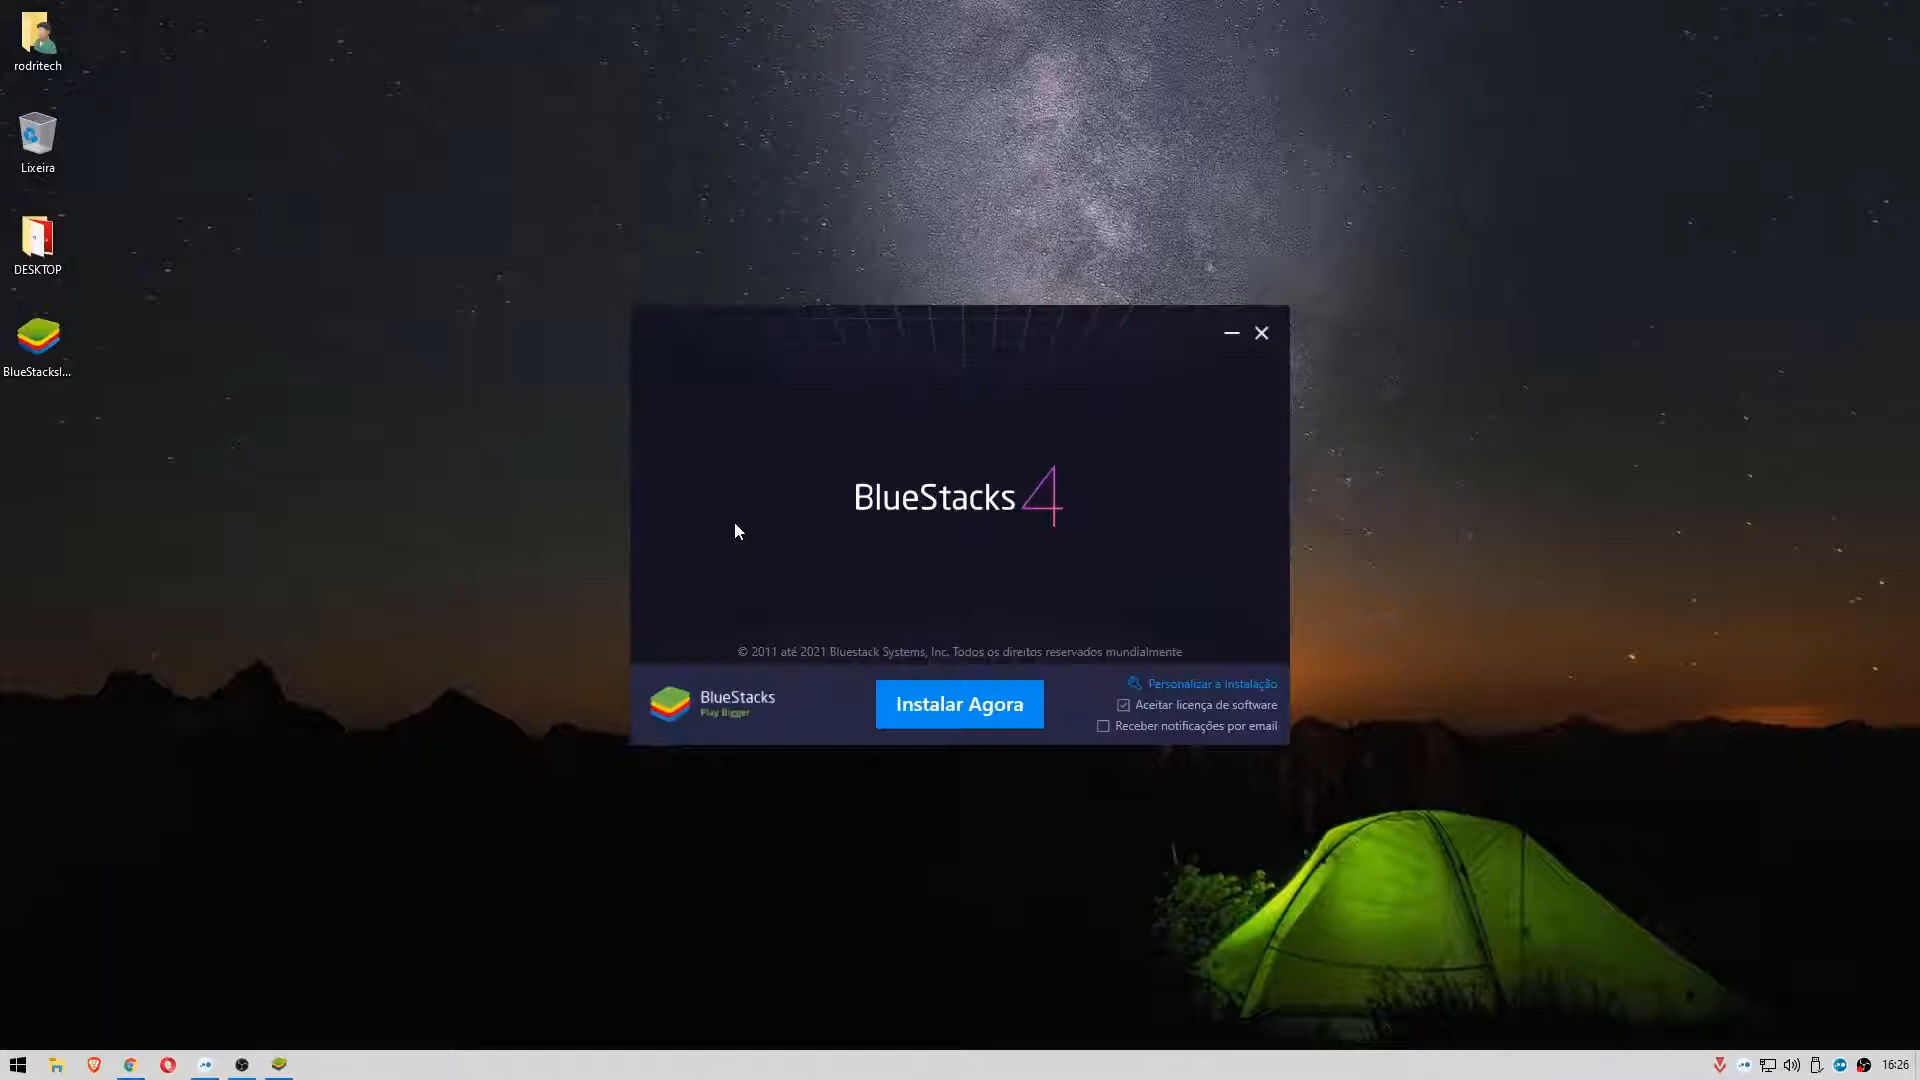 rodritech
Lixeira
DESKTOP
BlueStacksI...
BlueStacks 4
© 2011 até 2021 Bluestack Systems, Inc. Todos os direitos reservados mundialmente
BlueStacks
Play Bigger
Instalar Agora
Personalizar a Instalação
Aceitar licença de software
Receber notificações por email
16:26